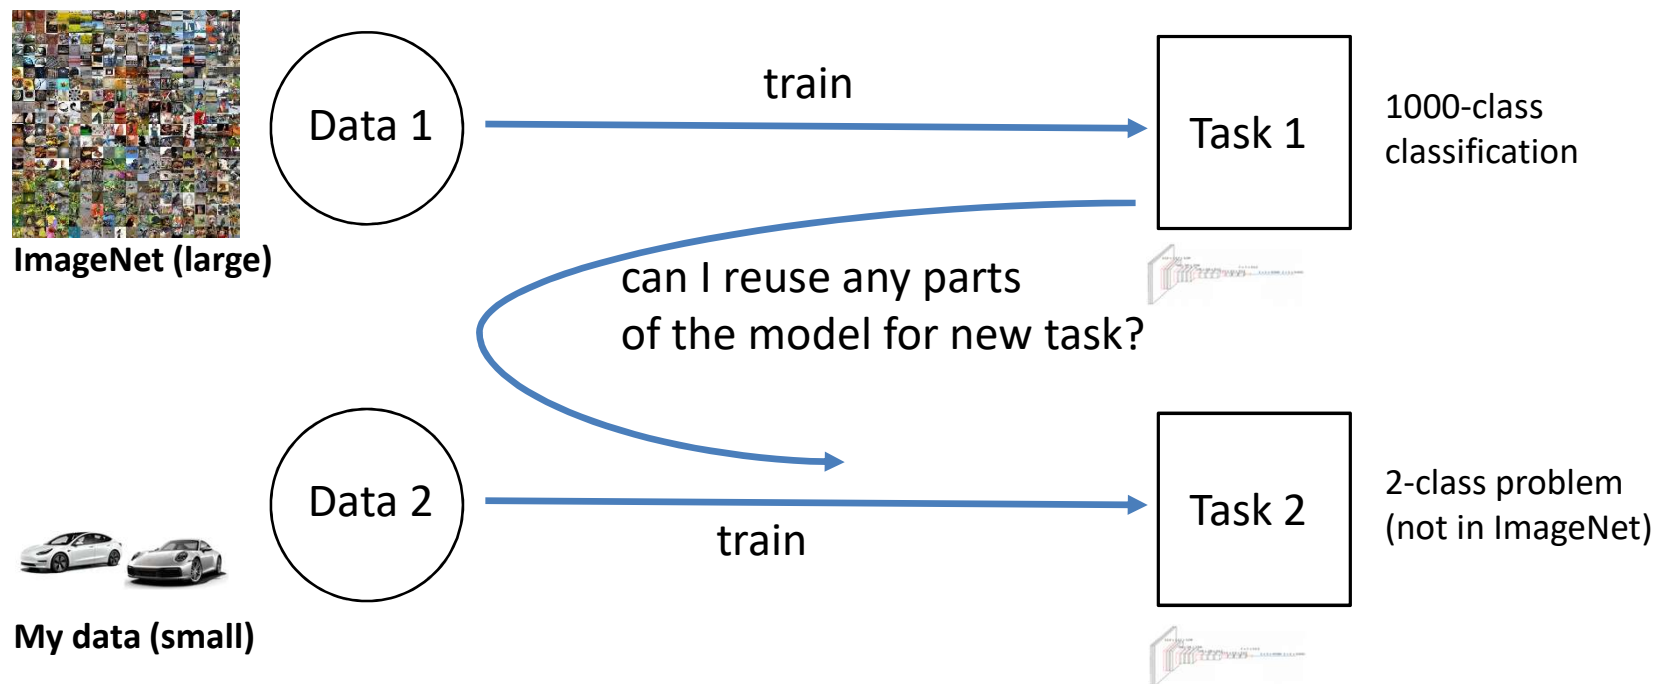 Data 1
train
Task 1
1000-class
classification
ImageNet (large)
can I reuse any parts
of the model for new task?
Data 2
train
Task 2
2-class problem
(not in ImageNet)
My data (small)